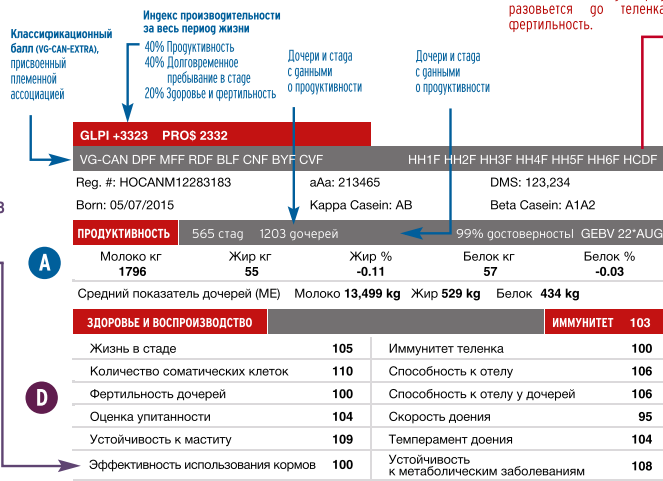 разовьется до теленка
фертильность.
Индекс производительности
за весь период жизни
40% Продуктивность
40% Долговременное
пребывание в стаде
20% Здоровье и фертильность
Классификационный
балл (VG-CAN-EXTRA),
присвоенный
племенной
ассоциацией
Дочери и стада
с данными
о продуктивности
Дочери и стада
с данными
о продуктивности
GLPI +3323 PRO$ 2332
VG-CAN DPF MFF RDF BLF CNF BYF CVF HH1F HH2F HH3F HH4F HH5F HH6F HCDF
Reg. #: HOCANM12283183 aAa: 213465 DMS: 123,234
Born: 05/07/2015 Kappa Casein: AB Beta Casein: A1A2
ПРОДУКТИВНОСТЬ 565 стад 1203 дочерей 99% достоверностьI GEBV 22*AUG
A
Молоко кг Жир кг Жир % Белок кг Белок %
1796 55 -0.11 57 -0.03
Средний показатель дочерей (ME) Молоко 13,499 kg Жир 529 kg Белок 434 kg
ЗДОРОВЬЕ И ВОСПРОИЗВОДСТВО ИММУНИТЕТ 103
D
Жизнь в стаде 105 Иммунитет теленка 100
Количество соматических клеток 110 Способность к отелу 106
Фертильность дочерей 100 Способность к отелу у дочерей 106
Оценка упитанности 104 Скорость доения 95
Устойчивость к маститу 109 Темперамент доения 104
Эффективность использования кормов 100 Устойчивость
к метаболическим заболеваниям 108